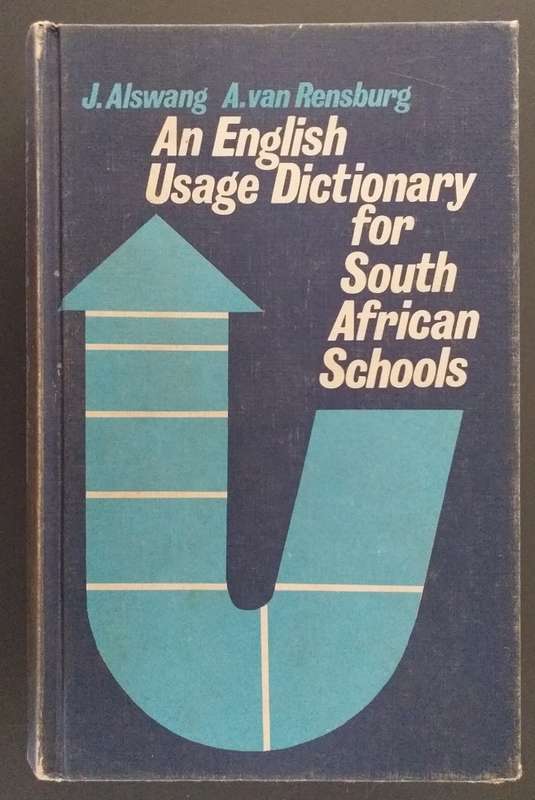 J. Alswang A. van Rensburg
An English
Usage Dictionary
for
South
African
Schools